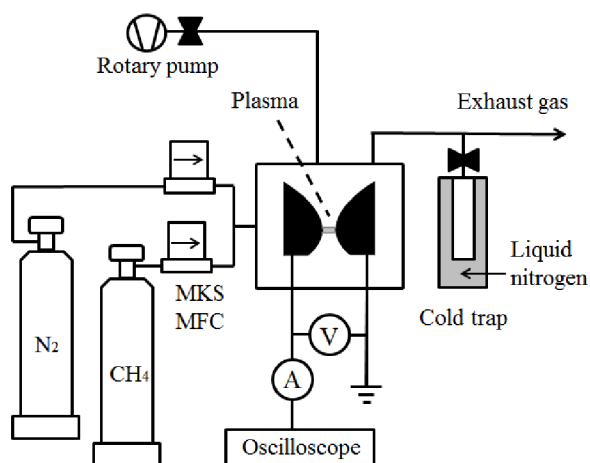 Rotary pump
Plasma
Exhaust gas
MKS
MFC
N2
CH4
V
A
Liquid
nitrogen
Cold trap
Oscilloscope